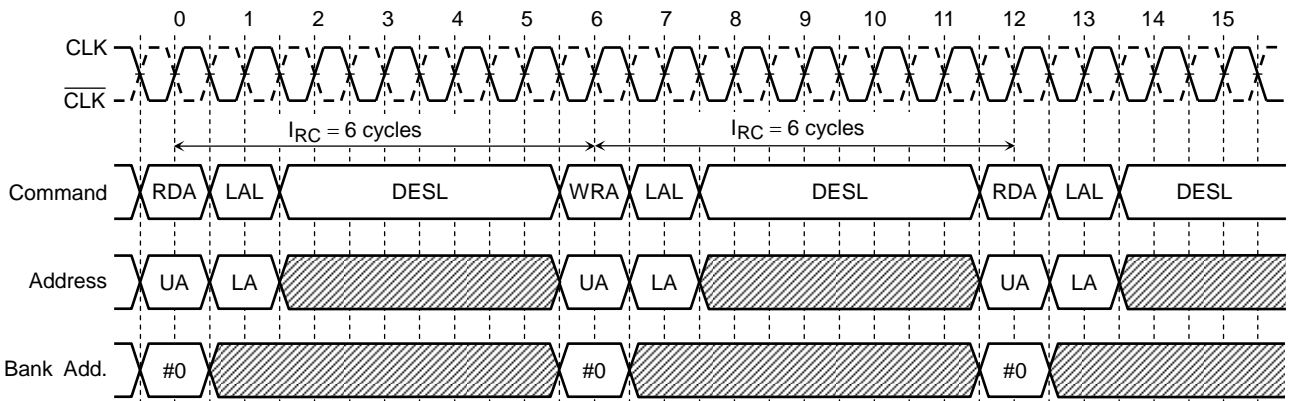 0 1 2 3 4 5 6 7 8 9 10 11 12 13 14 15
CLK
CLK
IRC = 6 cycles IRC = 6 cycles
Command RDA LAL DESL WRA LAL DESL RDA LAL DESL
Address UA LA UA LA UA LA
Bank Add. #0 #0 #0